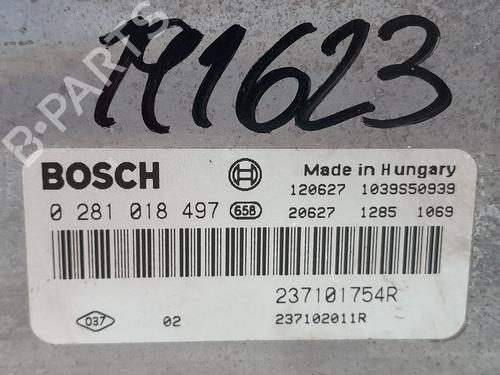 191623
B-PARTS
BOSCH
Made in Hungary
120627 1039S50939
0 281 018 497 658
20627 1285 1069
237101754R
037 02 237102011R